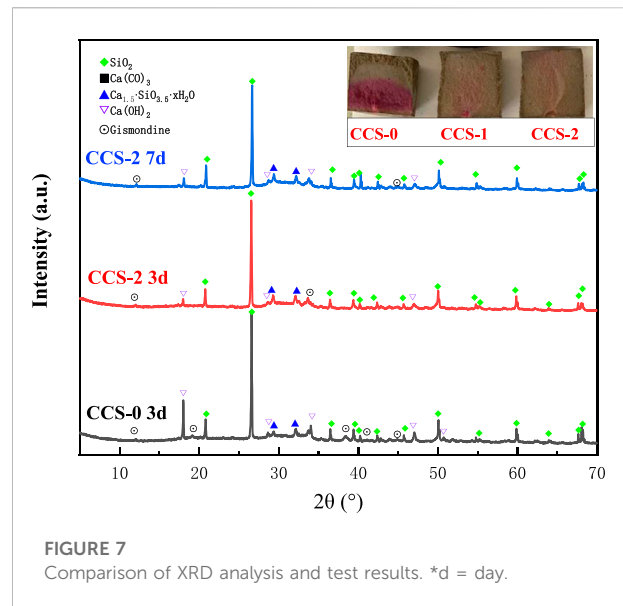 SiO2
Ca(CO)3
Ca1.5·SiO3.5·xH2O
Ca(OH)2
Gismondine
CCS-0 CCS-1 CCS-2
CCS-2 7d
CCS-2 3d
CCS-0 3d
Intensity (a.u.)
10 20 30 40 50 60 70
2θ (°)
FIGURE 7
Comparison of XRD analysis and test results. *d = day.